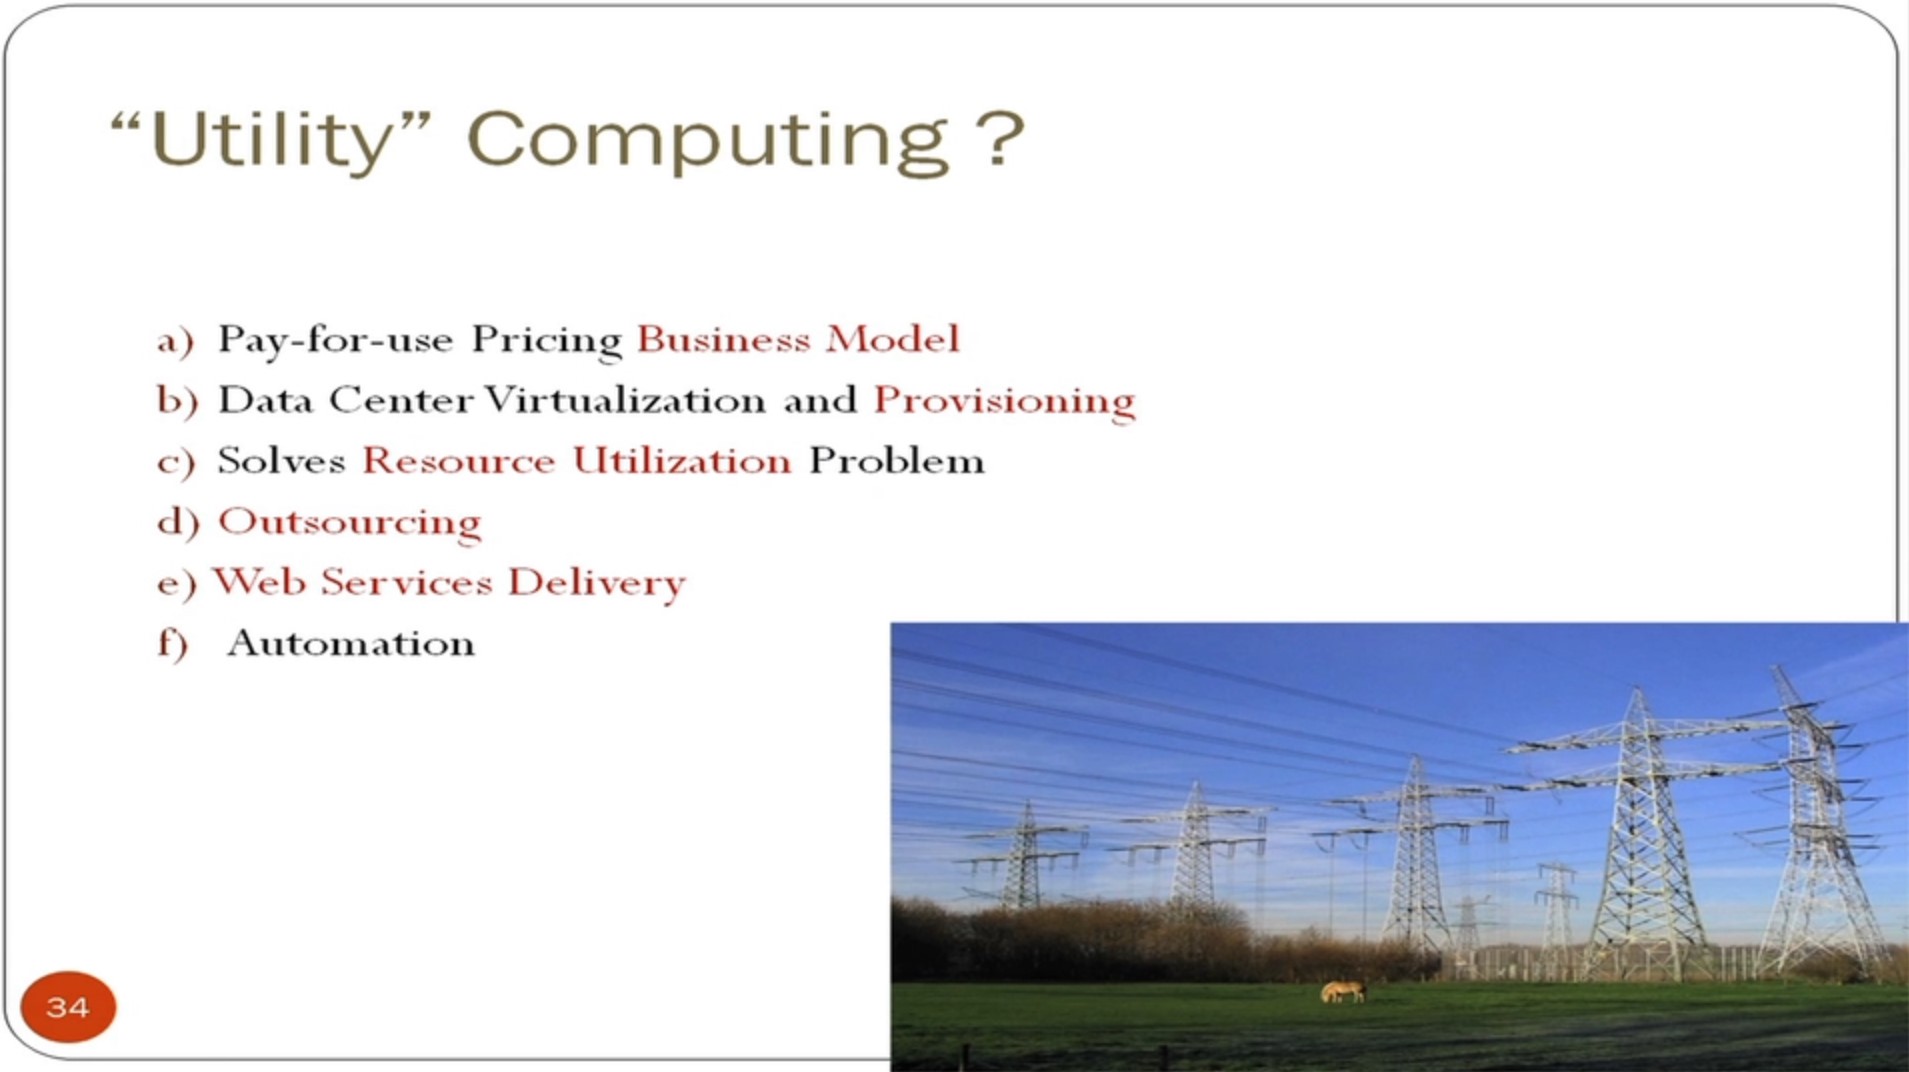 “Utility” Computing ?
a) Pay-for-use Pricing Business Model
b) Data Center Virtualization and Provisioning
c) Solves Resource Utilization Problem
d) Outsourcing
e) Web Services Delivery
f) Automation
34